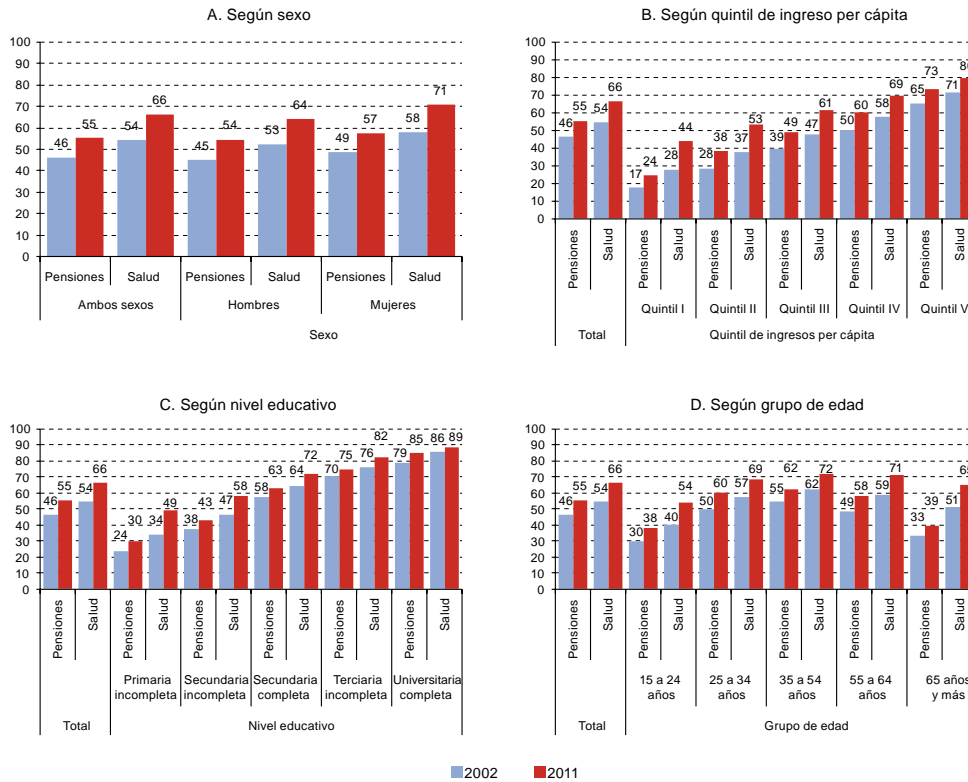 A. Según sexo
100
90
80
70
60
50
40
30
20
10
0
46 55 54 66 45 54 53 64 49 57 58 71
Pensiones Salud Pensiones Salud Pensiones Salud
Ambos sexos Hombres Mujeres
Sexo
B. Según quintil de ingreso per cápita
100
90
80
70
60
50
40
30
20
10
0
46 55 54 66 17 24 28 44 28 38 37 53 39 49 47 61 50 60 58 69 65 73 71
Pensiones Salud Pensiones Salud Pensiones Salud Pensiones Salud Pensiones Salud Pensiones Salud
Quintil I Quintil II Quintil III Quintil IV Quintil V
Total Quintil de ingresos per cápita
C. Según nivel educativo
100
90
80
70
60
50
40
30
20
10
0
46 55 54 66 24 30 34 49 38 43 47 58 58 63 64 72 70 75 76 82 79 85 86 89
Pensiones Salud Pensiones Salud Pensiones Salud Pensiones Salud Pensiones Salud Pensiones Salud
Primaria Secundaria Secundaria Terciaria Universitaria
incompleta incompleta completa incompleta completa
Total Nivel educativo
D. Según grupo de edad
100
90
80
70
60
50
40
30
20
10
0
46 55 54 66 30 38 40 54 50 60 57 69 55 62 62 72 49 58 59 71 33 39 51 65
Pensiones Salud Pensiones Salud Pensiones Salud Pensiones Salud Pensiones Salud Pensiones Salud
15 a 24 25 a 34 35 a 54 55 a 64 65 años
años años años años y más
Total Grupo de edad
2002 2011